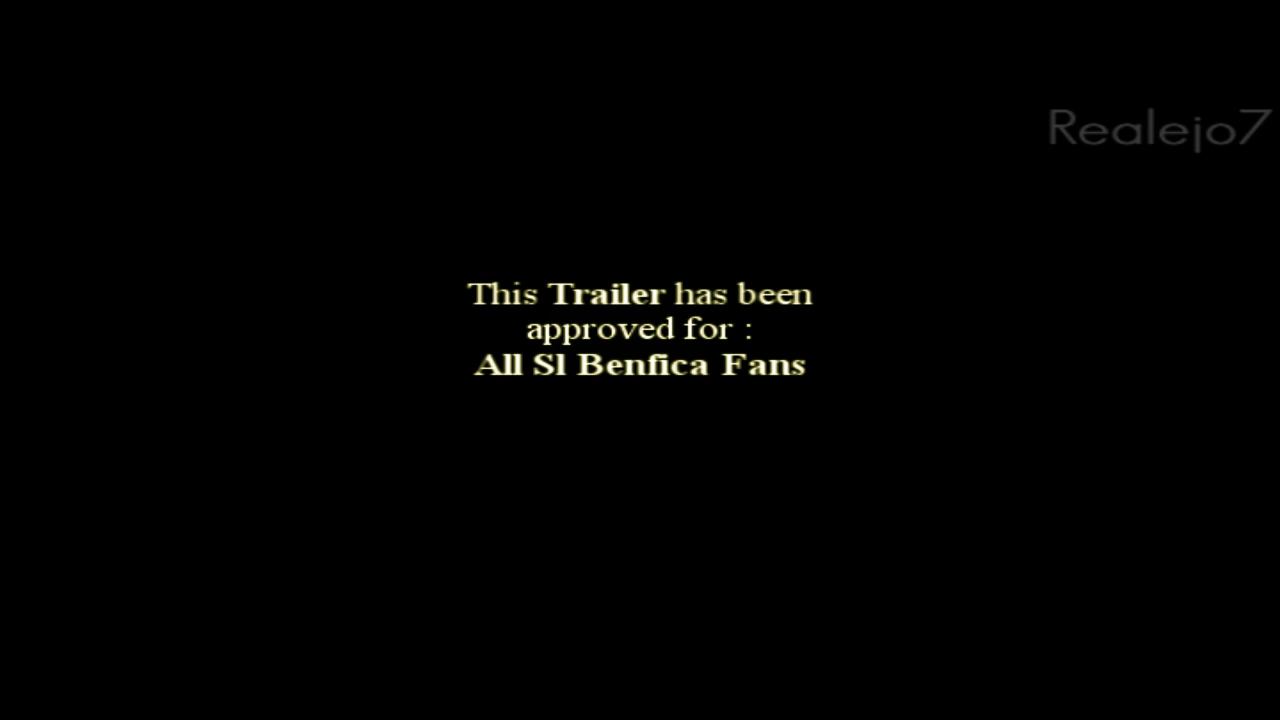 Realejo7
This Trailer has been
approved for :
All Sl Benfica Fans